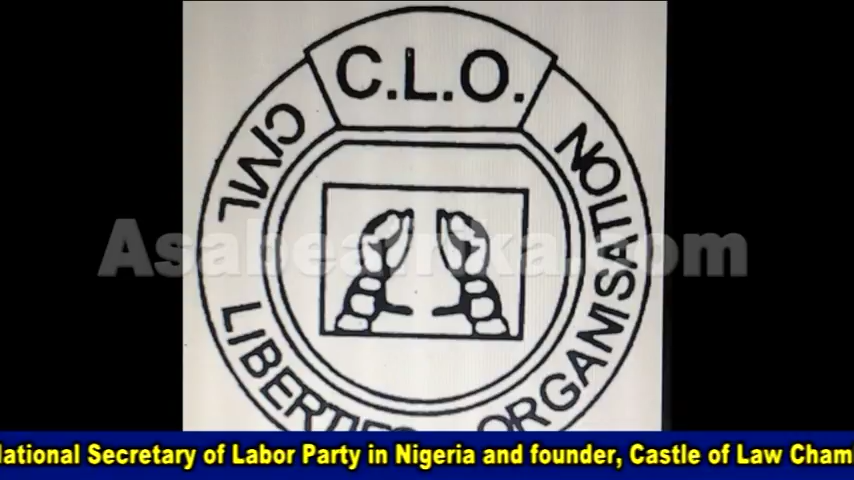 C.L.O.
CIVIL LIBERTIES ORGANISATION
Asabeafrika.com
National Secretary of Labor Party in Nigeria and founder, Castle of Law Cham